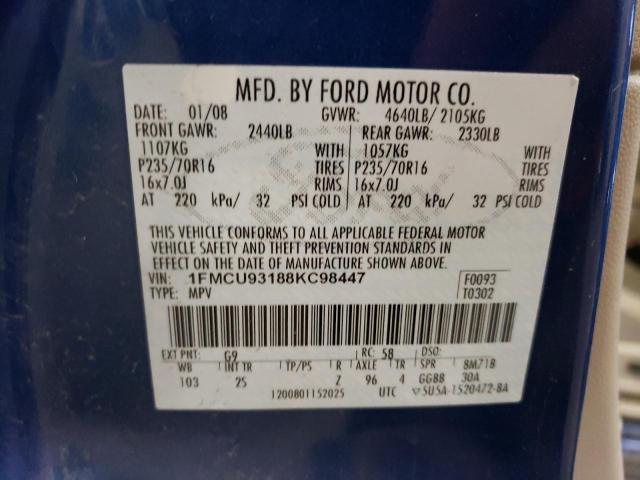 MFD. BY FORD MOTOR CO.
DATE: 01/08 GVWR: 4640LB/ 2105KG
FRONT GAWR: 2440LB REAR GAWR: 2330LB
1107KG WITH 1057KG WITH
P235/70R16 TIRES P235/70R16 TIRES
16x7.0J RIMS 16x7.0J RIMS
AT 220 kPa/ 32 PSI COLD AT 220 kPa/ 32 PSI COLD
THIS VEHICLE CONFORMS TO ALL APPLICABLE FEDERAL MOTOR
VEHICLE SAFETY AND THEFT PREVENTION STANDARDS IN
EFFECT ON THE DATE OF MANUFACTURE SHOWN ABOVE.
VIN: 1FMCU93188KC98447 F0093
TYPE: MPV T0302
EXT PNT: G9 RC: 58 DSO:
WB INT TR TP/PS R AXLE TR SPR 8M71B
103 2S Z 96 4 GGBB 30A
1200801152025 UTC ▽5U5A-1520472-BA